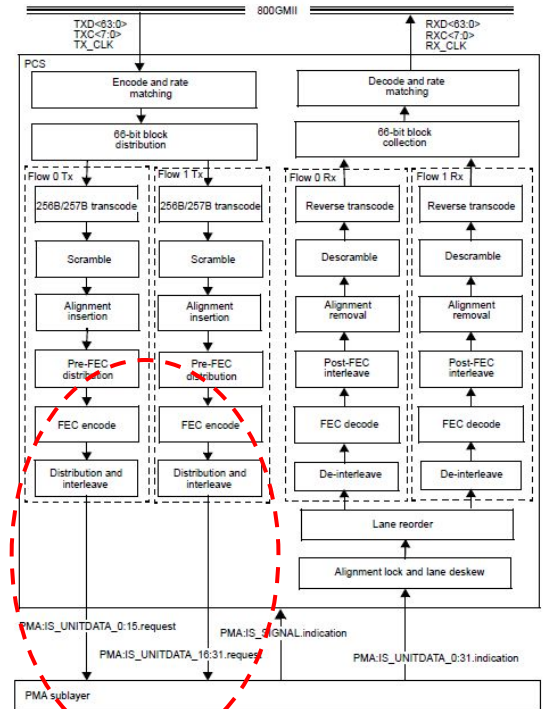 800GMII
TXD<63:0>
TXC<7:0>
TX_CLK
RXD<63:0>
RXC<7:0>
RX_CLK
PCS
Encode and rate
matching
Decode and rate
matching
66-bit block
distribution
66-bit block
collection
Flow 0 Tx
Flow 1 Tx
Flow 0 Rx
Flow 1 Rx
256B/257B transcode
256B/257B transcode
Reverse transcode
Reverse transcode
Scramble
Scramble
Descramble
Descramble
Alignment
insertion
Alignment
insertion
Alignment
removal
Alignment
removal
Pre-FEC
distribution
Pre-FEC
distribution
Post-FEC
interleave
Post-FEC
interleave
FEC encode
FEC encode
FEC decode
FEC decode
Distribution and
interleave
Distribution and
interleave
De-interleave
De-interleave
Lane reorder
Alignment lock and lane deskew
PMA:IS_UNITDATA_0:15.request
PMA:IS_SIGNAL.indication
PMA:IS_UNITDATA_16:31.request
PMA:IS_UNITDATA_0:31.indication
PMA sublayer